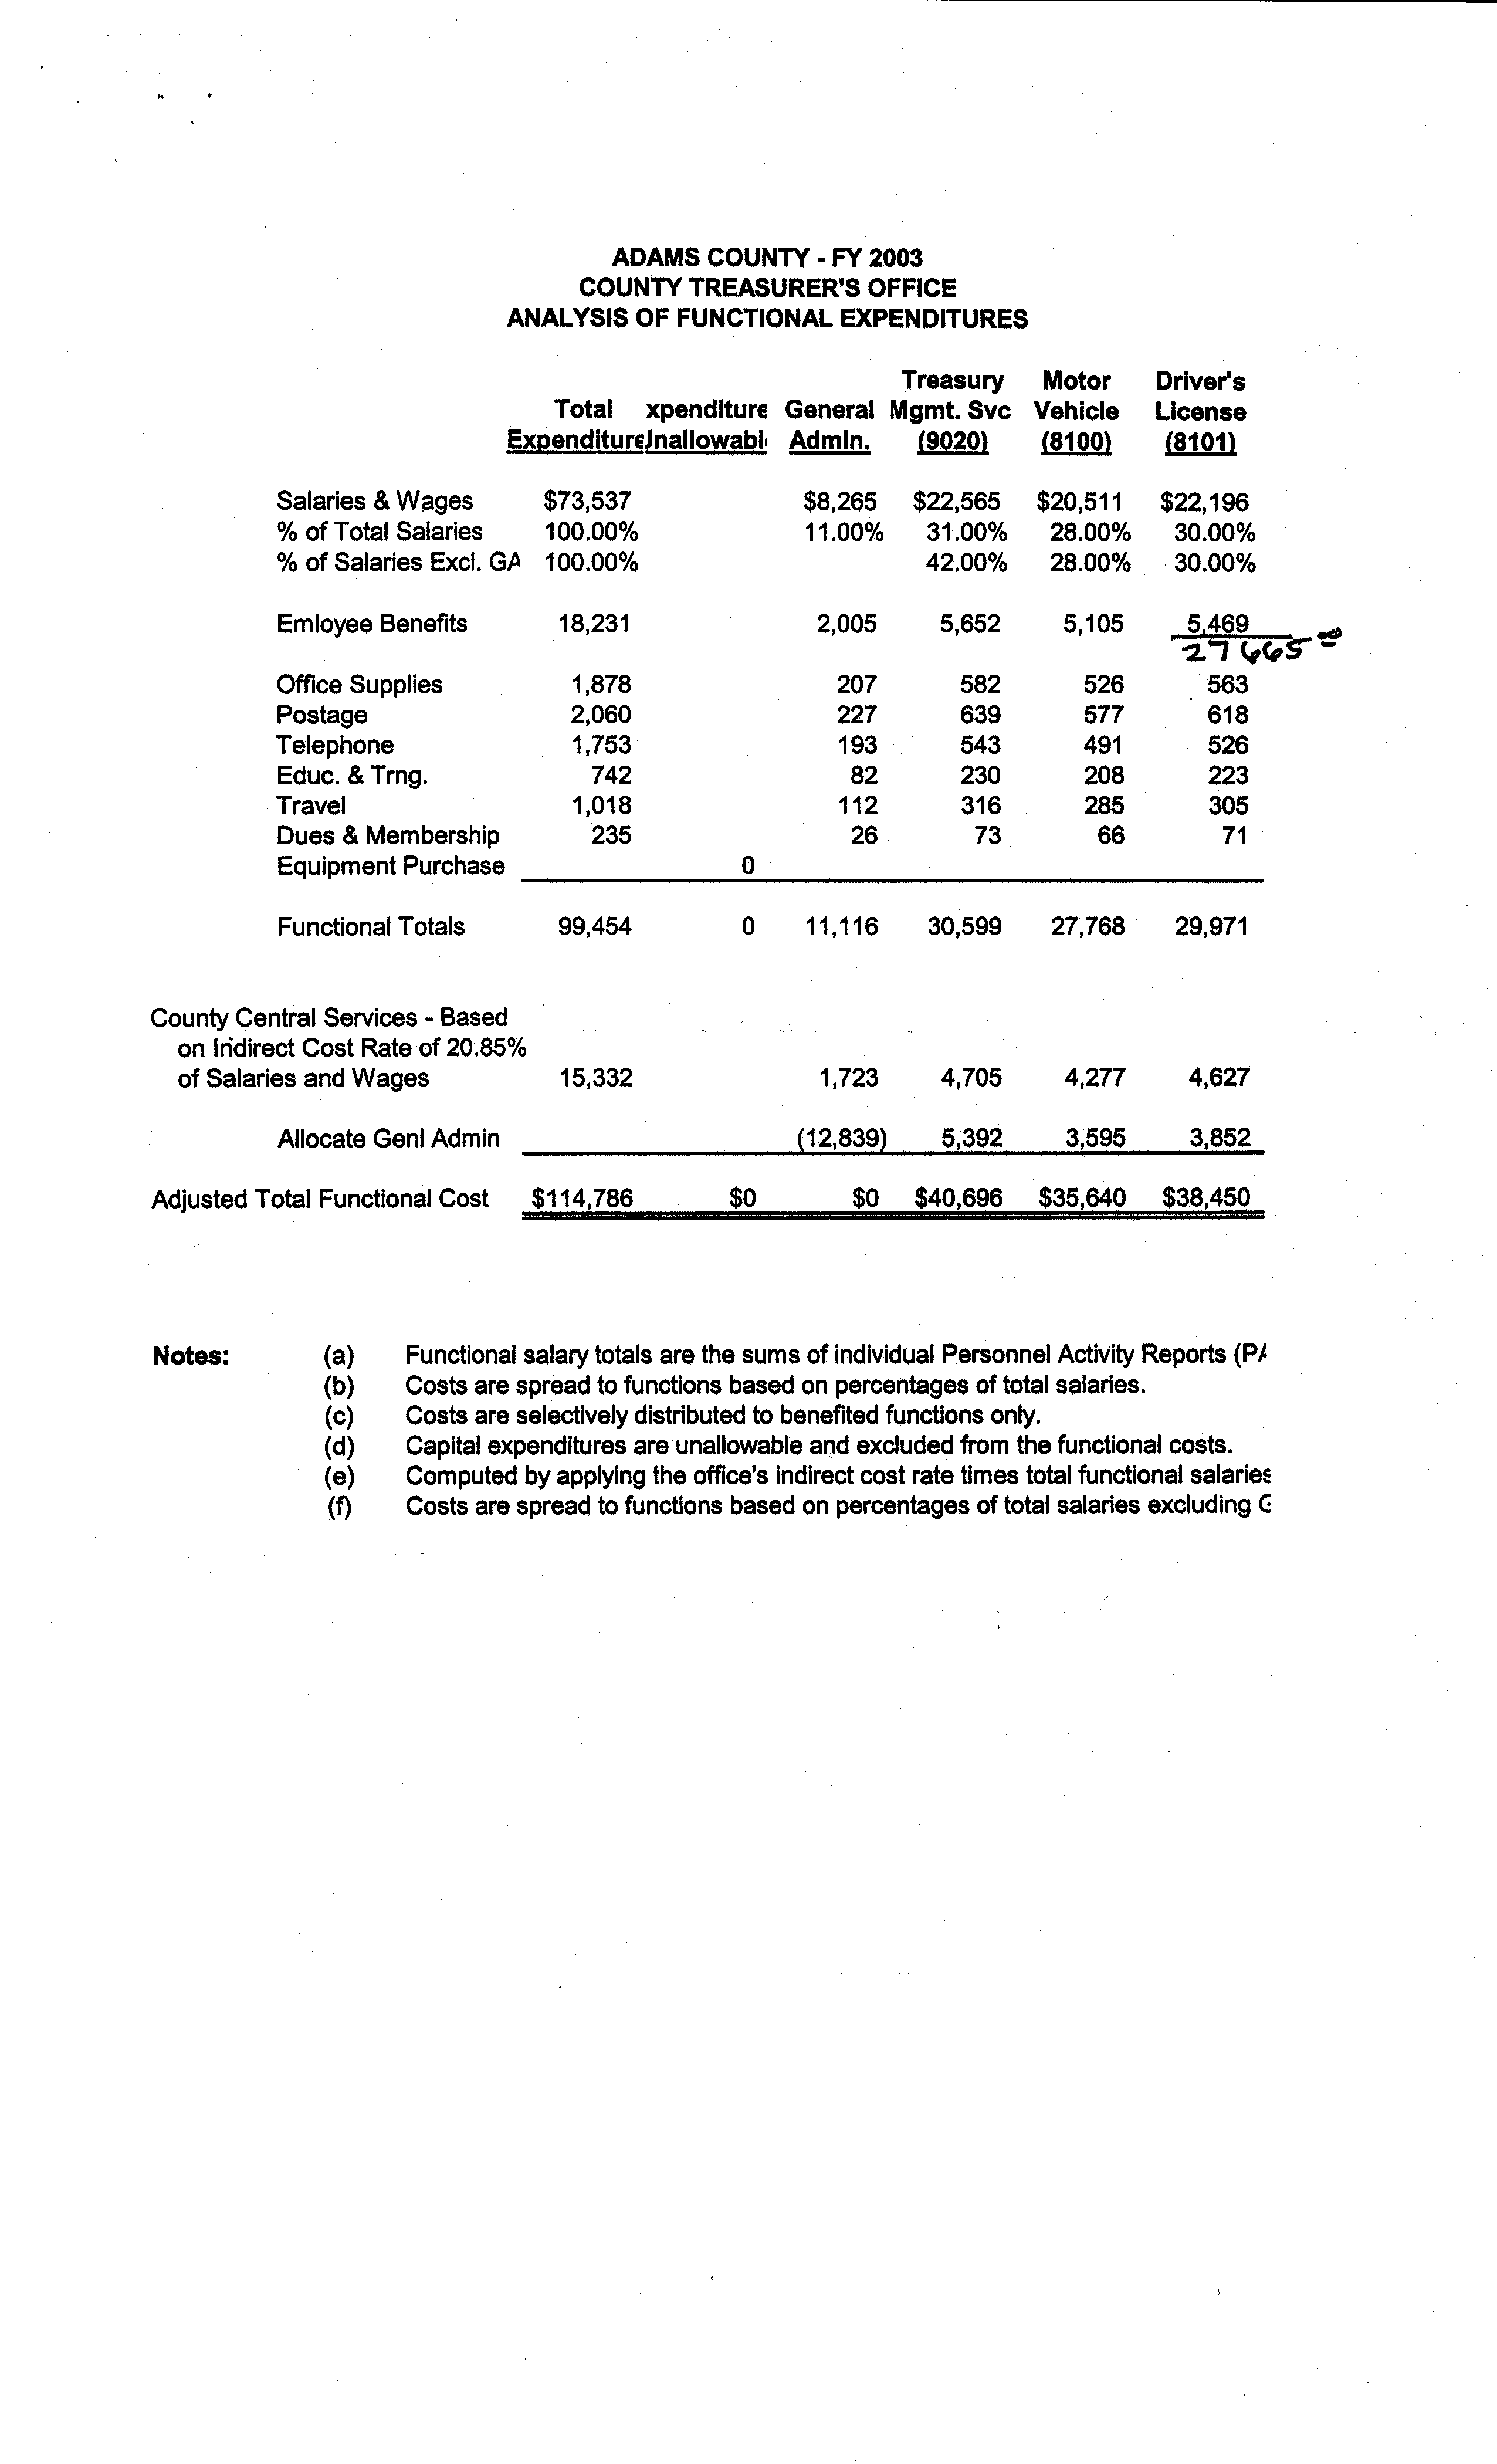 ADAMS COUNTY - FY 2003
COUNTY TREASURER'S OFFICE
ANALYSIS OF FUNCTIONAL EXPENDITURES
Treasury Motor Driver's
Total xpenditure General Mgmt. Svc Vehicle License
Expenditure Jnallowabl Admin. (9020) (8100) (8101)
Salaries & Wages $73,537 $8,265 $22,565 $20,511 $22,196
% of Total Salaries 100.00% 11.00% 31.00% 28.00% 30.00%
% of Salaries Excl. GA 100.00% 42.00% 28.00% 30.00%
Emloyee Benefits 18,231 2,005 5,652 5,105 5,469
27665 00
Office Supplies 1,878 207 582 526 563
Postage 2,060 227 639 577 618
Telephone 1,753 193 543 491 526
Educ. & Trng. 742 82 230 208 223
Travel 1,018 112 316 285 305
Dues & Membership 235 26 73 66 71
Equipment Purchase 0
Functional Totals 99,454 0 11,116 30,599 27,768 29,971
County Central Services - Based
on Indirect Cost Rate of 20.85%
of Salaries and Wages 15,332 1,723 4,705 4,277 4,627
Allocate Genl Admin (12,839) 5,392 3,595 3,852
Adjusted Total Functional Cost $114,786 $0 $0 $40,696 $35,640 $38,450
Notes: (a) Functional salary totals are the sums of individual Personnel Activity Reports (PA
(b) Costs are spread to functions based on percentages of total salaries.
(c) Costs are selectively distributed to benefited functions only.
(d) Capital expenditures are unallowable and excluded from the functional costs.
(e) Computed by applying the office's indirect cost rate times total functional salaries
(f) Costs are spread to functions based on percentages of total salaries excluding G